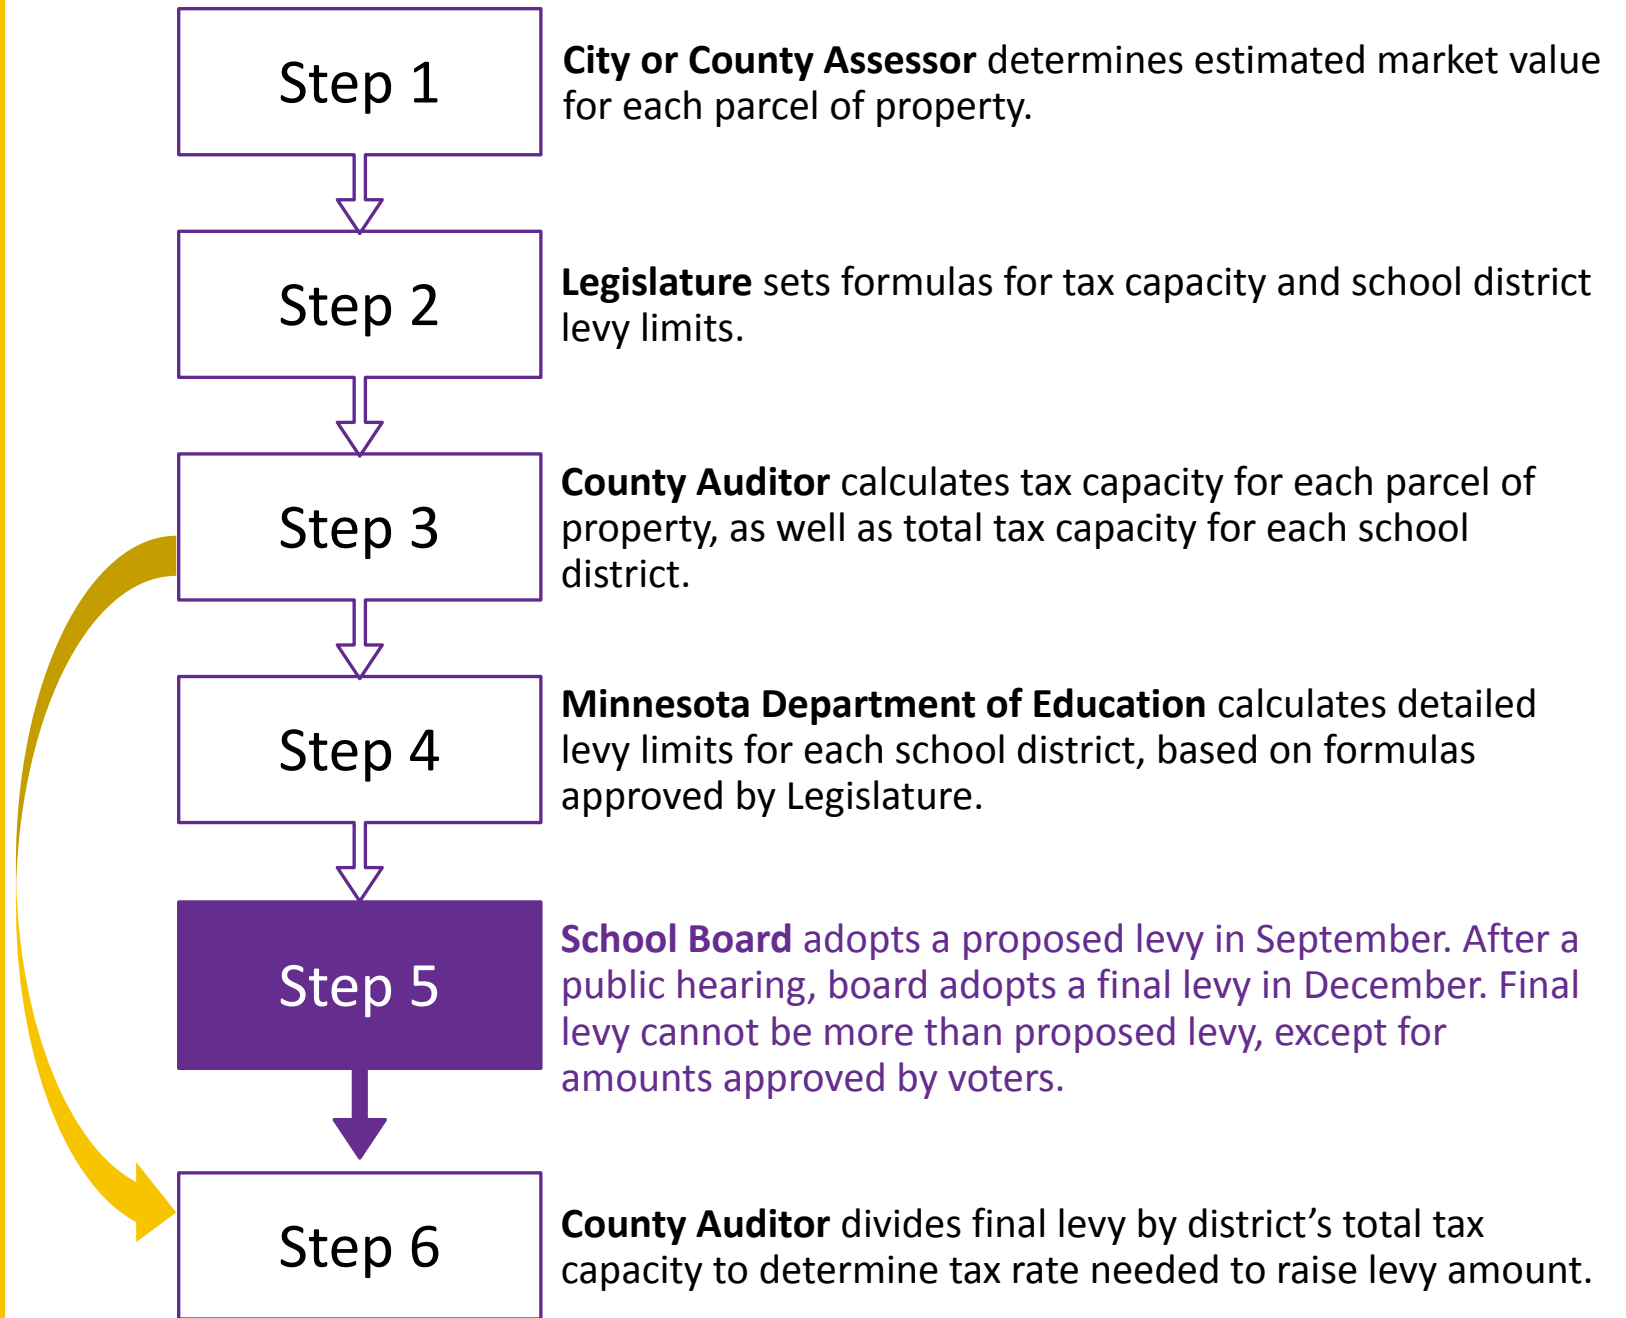 Step 1
City or County Assessor determines estimated market value
for each parcel of property.
Step 2
Legislature sets formulas for tax capacity and school district
levy limits.
Step 3
County Auditor calculates tax capacity for each parcel of
property, as well as total tax capacity for each school
district.
Step 4
Minnesota Department of Education calculates detailed
levy limits for each school district, based on formulas
approved by Legislature.
Step 5
School Board adopts a proposed levy in September. After a
public hearing, board adopts a final levy in December. Final
levy cannot be more than proposed levy, except for
amounts approved by voters.
Step 6
County Auditor divides final levy by district’s total tax
capacity to determine tax rate needed to raise levy amount.